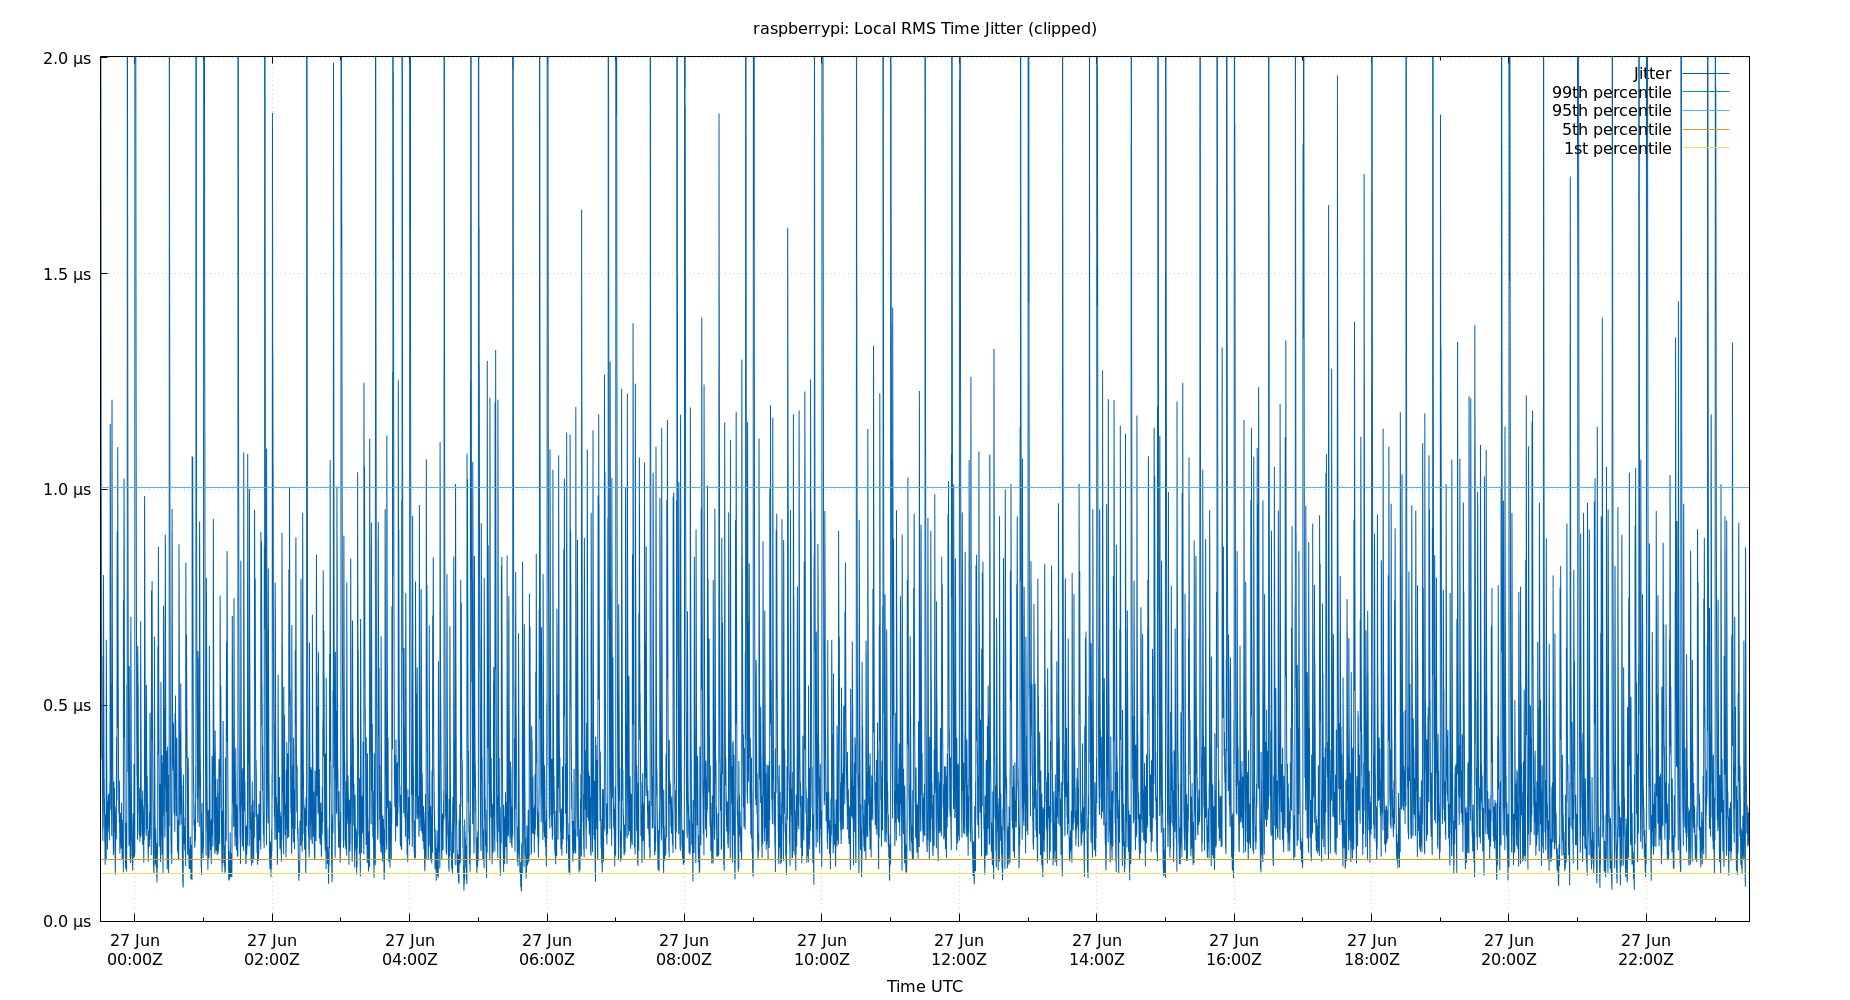 raspberrypi: Local RMS Time Jitter (clipped)
2.0 µs
1.5 µs
1.0 µs
0.5 µs
0.0 µs
Jitter
99th percentile
95th percentile
5th percentile
1st percentile
27 Jun 27 Jun 27 Jun 27 Jun 27 Jun 27 Jun 27 Jun 27 Jun 27 Jun 27 Jun 27 Jun 27 Jun
00:00Z 02:00Z 04:00Z 06:00Z 08:00Z 10:00Z 12:00Z 14:00Z 16:00Z 18:00Z 20:00Z 22:00Z
Time UTC